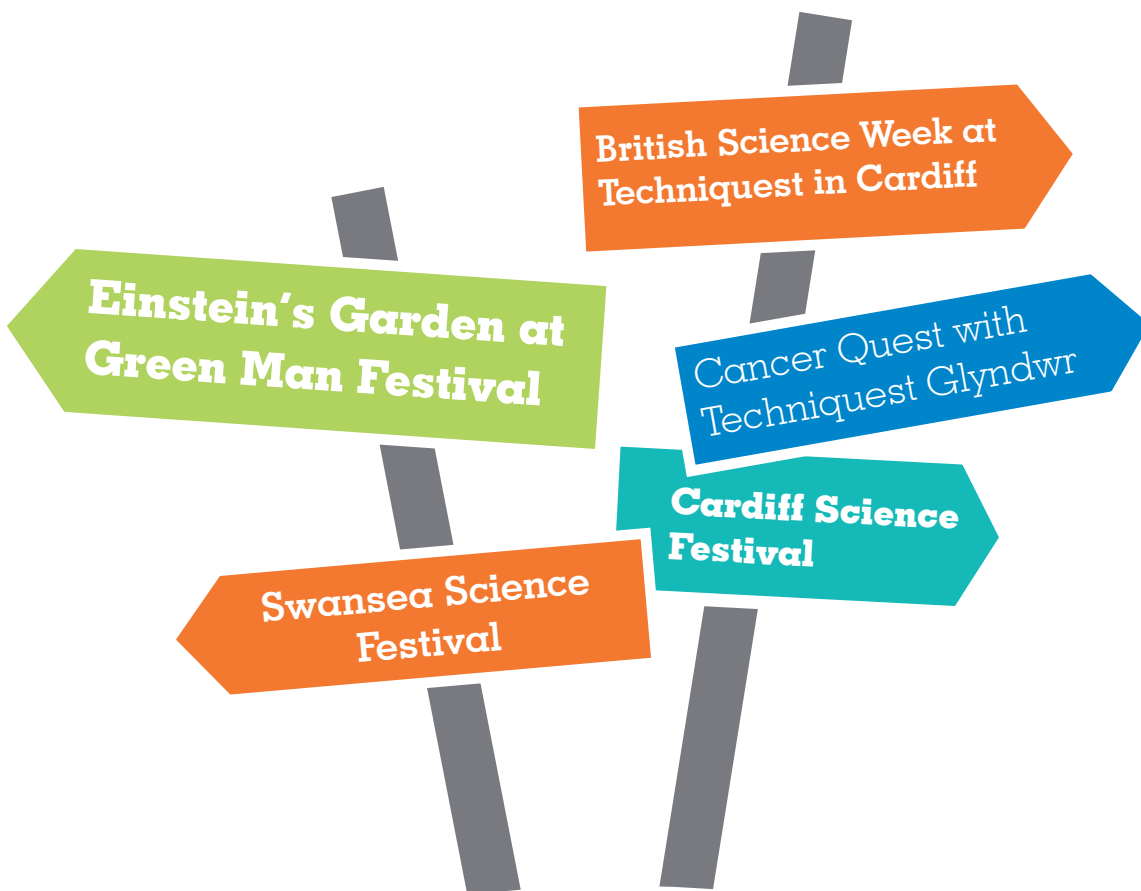 British Science Week at
Techniquest in Cardiff
Einstein’s Garden at
Green Man Festival
Cancer Quest with
Techniquest Glyndwr
Cardiff Science
Festival
Swansea Science
Festival